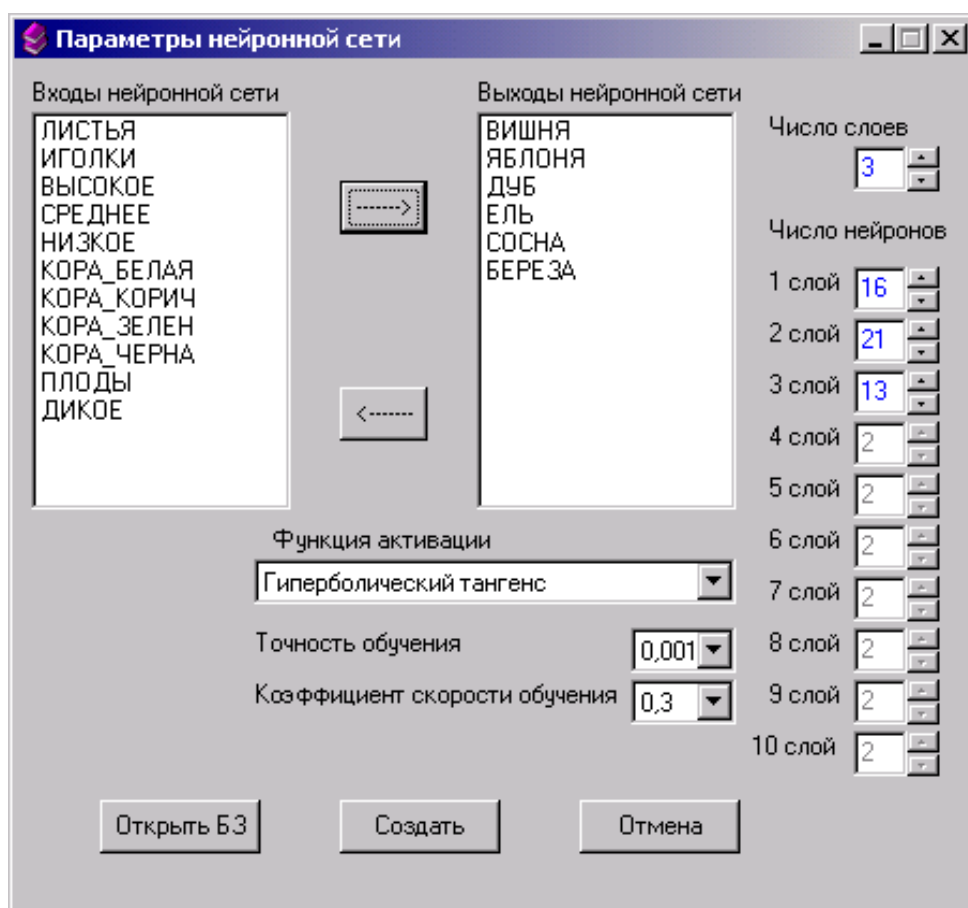 Параметры нейронной сети
Входы нейронной сети
ЛИСТЬЯ
ИГОЛКИ
ВЫСОКОЕ
СРЕДНЕЕ
НИЗКОЕ
КОРА_БЕЛАЯ
КОРА_КОРИЧ
КОРА_ЗЕЛЕН
КОРА_ЧЕРНА
ПЛОДЫ
ДИКОЕ
------>
<------
Выходы нейронной сети
ВИШНЯ
ЯБЛОНЯ
ДУБ
ЕЛЬ
СОСНА
БЕРЕЗА
Число слоев
3
Число нейронов
1 слой 16
2 слой 21
3 слой 13
4 слой 2
5 слой 2
6 слой 2
7 слой 2
8 слой 2
9 слой 2
10 слой 2
Функция активации
Гиперболический тангенс
Точность обучения 0,001
Коэффициент скорости обучения 0,3
Открыть БЗ Создать Отмена